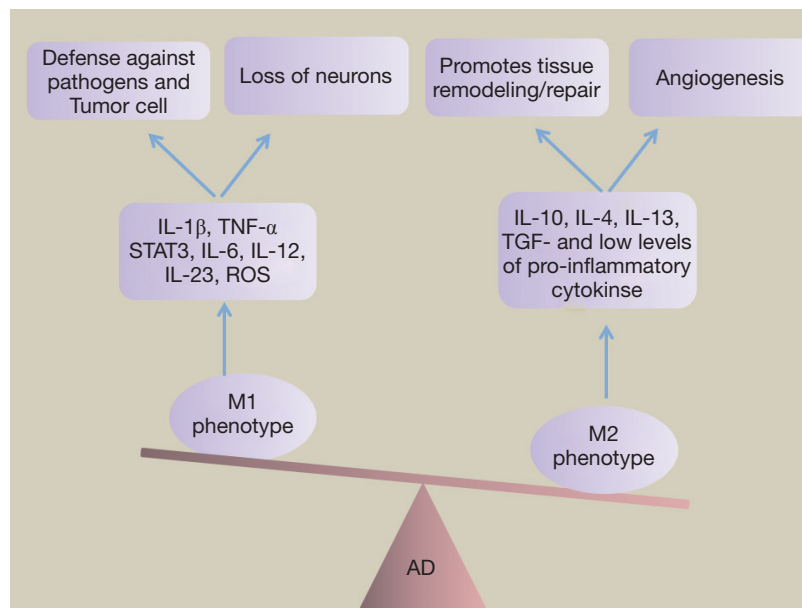 Defense against
pathogens and
Tumor cell
Loss of neurons
Promotes tissue
remodeling/repair
Angiogenesis
IL-1β, TNF-α
STAT3, IL-6, IL-12,
IL-23, ROS
IL-10, IL-4, IL-13,
TGF- and low levels
of pro-inflammatory
cytokinse
M1
phenotype
M2
phenotype
AD